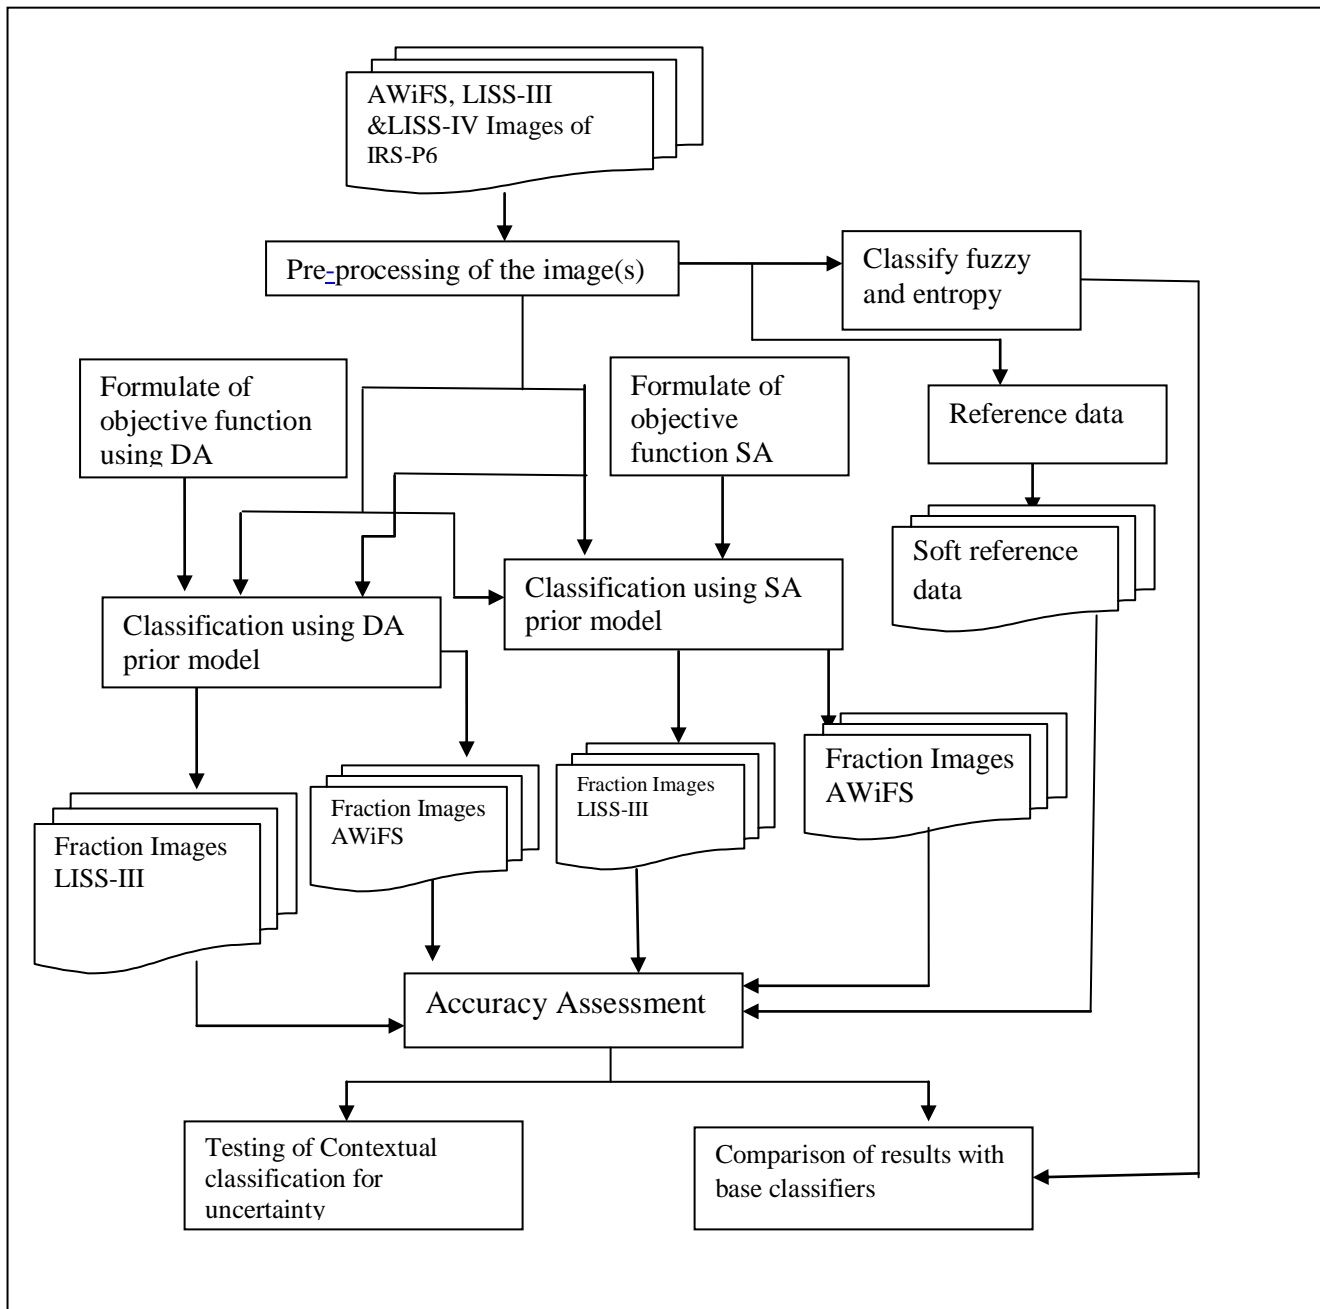 AWiFS, LISS-III
&LISS-IV Images of
IRS-P6
Pre-processing of the image(s)
Classify fuzzy
and entropy
Formulate of
objective function
using DA
Formulate of
objective
function SA
Reference data
Soft reference
data
Classification using SA
prior model
Classification using DA
prior model
Fraction Images
LISS-III
Fraction Images
AWiFS
Fraction Images
LISS-III
Fraction Images
AWiFS
Accuracy Assessment
Testing of Contextual
classification for
uncertainty
Comparison of results with
base classifiers